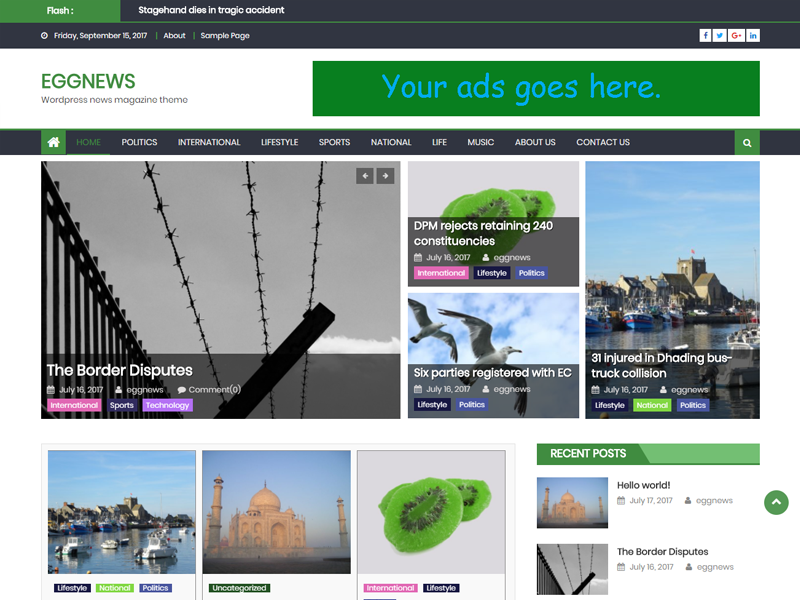 Flash :
Stagehand dies in tragic accident
Friday, September 15, 2017
About
Sample Page
EGGNEWS
Wordpress news magazine theme
Your ads goes here.
HOME
POLITICS
INTERNATIONAL
LIFESTYLE
SPORTS
NATIONAL
LIFE
MUSIC
ABOUT US
CONTACT US
The Border Disputes
July 16, 2017 eggnews Comment(0)
International Sports Technology
DPM rejects retaining 240
constituencies
July 16, 2017 eggnews
International Lifestyle Politics
Six parties registered with EC
July 16, 2017 eggnews
Lifestyle Politics
31 injured in Dhading bus-
truck collision
July 16, 2017 eggnews
Lifestyle National Politics
Lifestyle National Politics
Uncategorized
International Lifestyle
RECENT POSTS
Hello world!
July 17, 2017 eggnews
The Border Disputes
July 16, 2017 eggnews